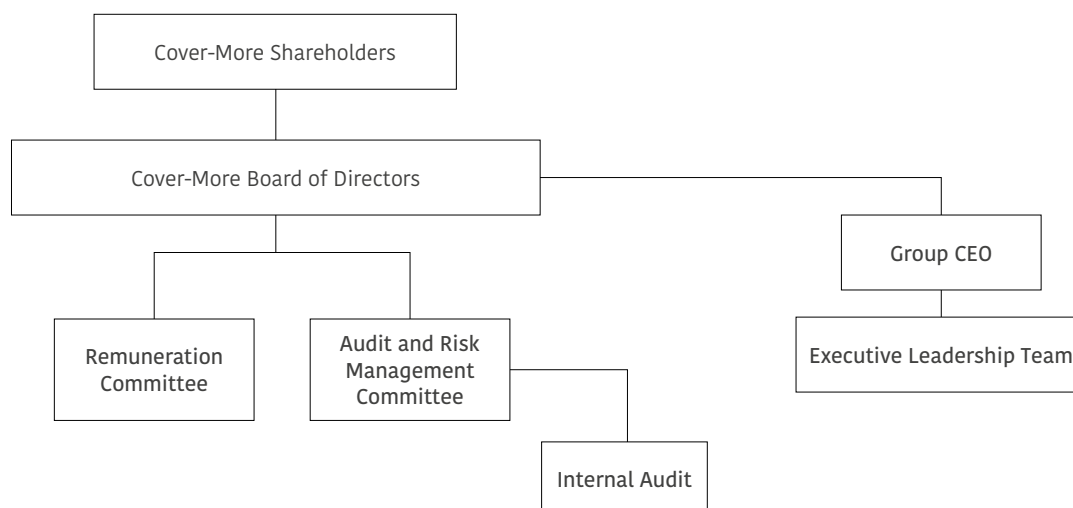 Cover-More Shareholders
Cover-More Board of Directors
Group CEO
Remuneration
Committee
Audit and Risk
Management
Committee
Executive Leadership Team
Internal Audit